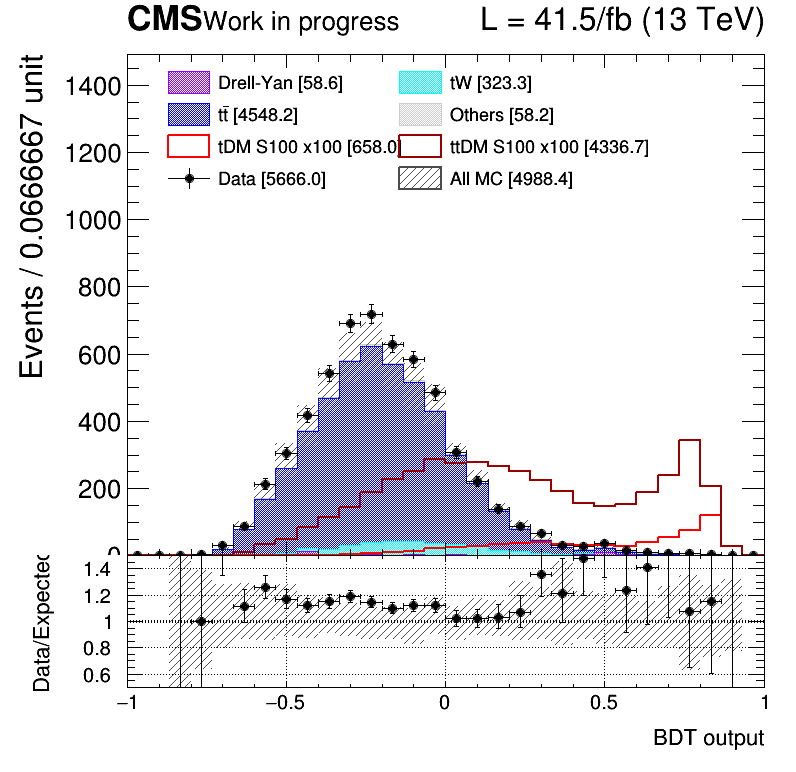 CMS Work in progress L = 41.5/fb (13 TeV)
Events / 0.0666667 unit
1400
1200
1000
800
600
400
200
0
Drell-Yan [58.6]
tW [323.3]
tt̄ [4548.2]
Others [58.2]
tDM S100 x100 [658.0]
ttDM S100 x100 [4336.7]
Data [5666.0]
All MC [4988.4]
Data/Expected
1.4
1.2
1
0.8
0.6
−1 −0.5 0 0.5 1
BDT output